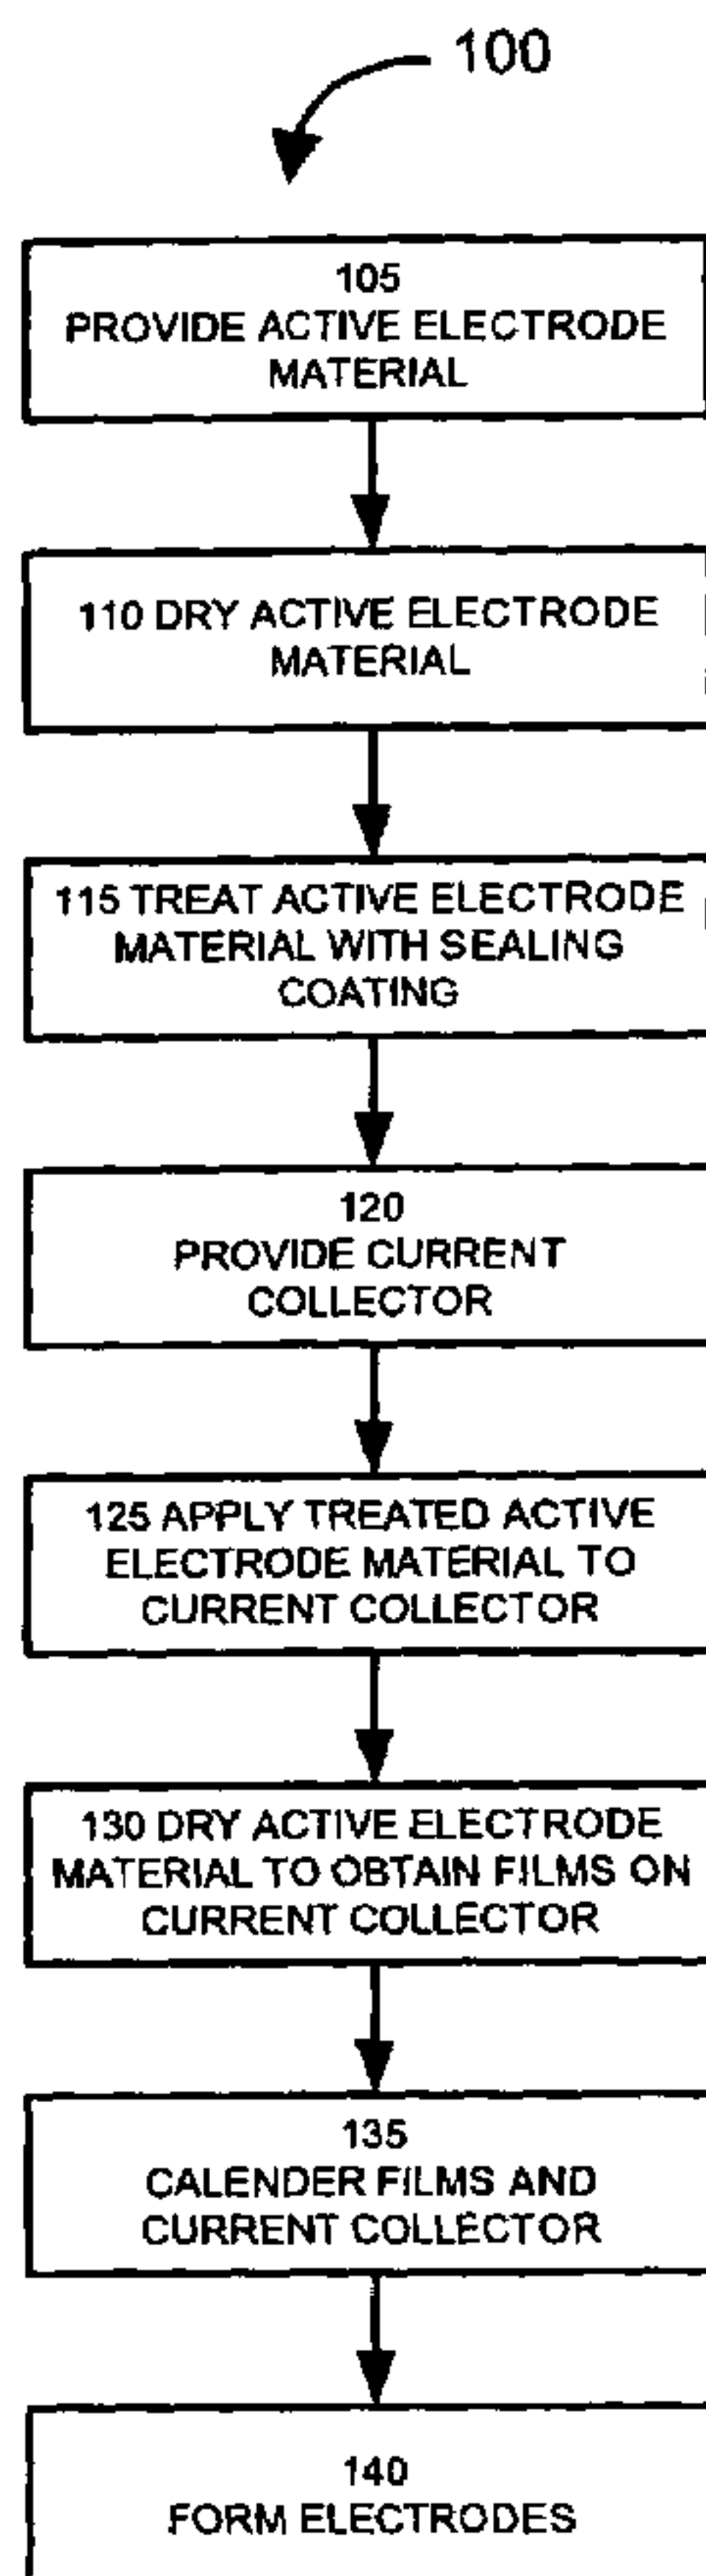 100
105
PROVIDE ACTIVE ELECTRODE
MATERIAL
110 DRY ACTIVE ELECTRODE
MATERIAL
115 TREAT ACTIVE ELECTRODE
MATERIAL WITH SEALING
COATING
120
PROVIDE CURRENT
COLLECTOR
125 APPLY TREATED ACTIVE
ELECTRODE MATERIAL TO
CURRENT COLLECTOR
130 DRY ACTIVE ELECTRODE
MATERIAL TO OBTAIN FILMS ON
CURRENT COLLECTOR
135
CALENDER FILMS AND
CURRENT COLLECTOR
140
FORM ELECTRODES